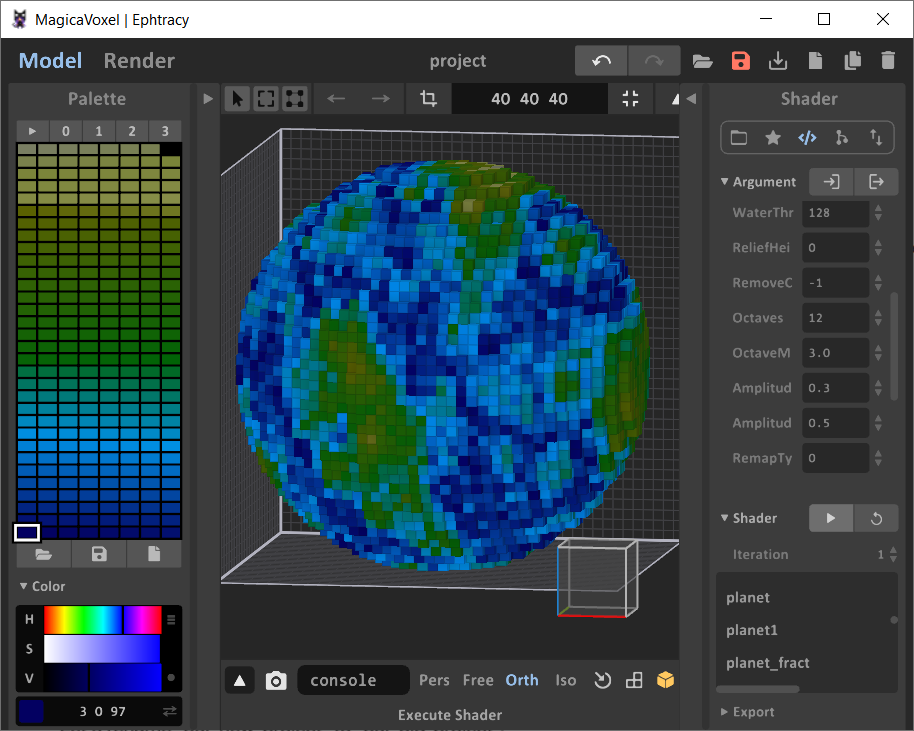 MagicaVoxel | Ephtracy
Model Render
project
Palette
40 40 40
Shader
0 1 2 3
Argument
WaterThr 128
ReliefHei 0
RemoveC -1
Octaves 12
OctaveM 3.0
Amplitud 0.3
Amplitud 0.5
RemapTy 0
Shader
Iteration 1
planet
planet1
planet_fract
Export
Color
H
S
V
3 0 97
console Pers Free Orth Iso
Execute Shader